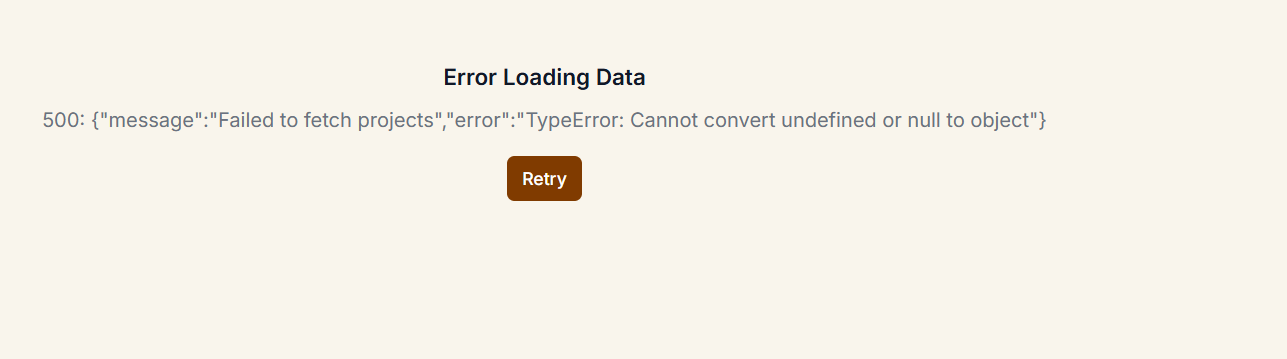 Error Loading Data
500: {"message":"Failed to fetch projects","error":"TypeError: Cannot convert undefined or null to object"}
Retry